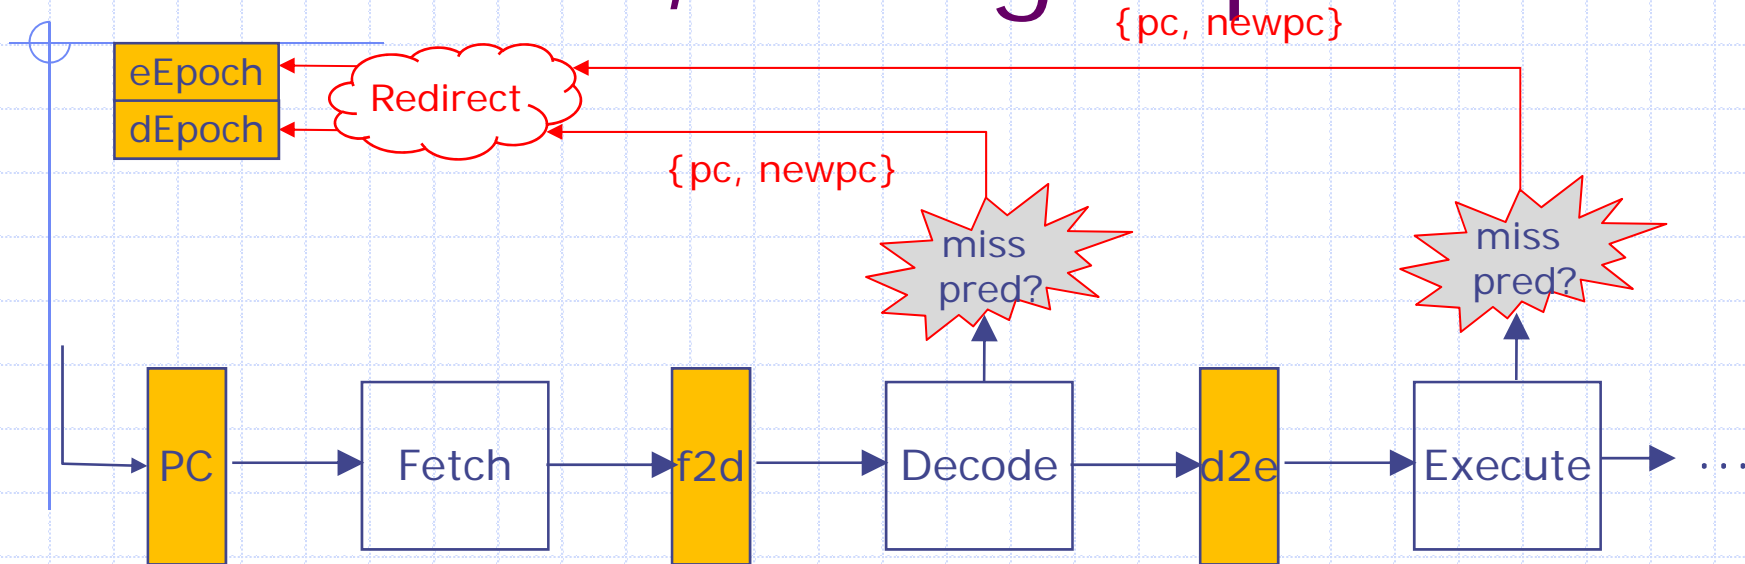 {pc, newpc}
eEpoch
Redirect
dEpoch
{pc, newpc}
miss
pred?
miss
pred?
PC
Fetch
f2d
Decode
d2e
Execute
...